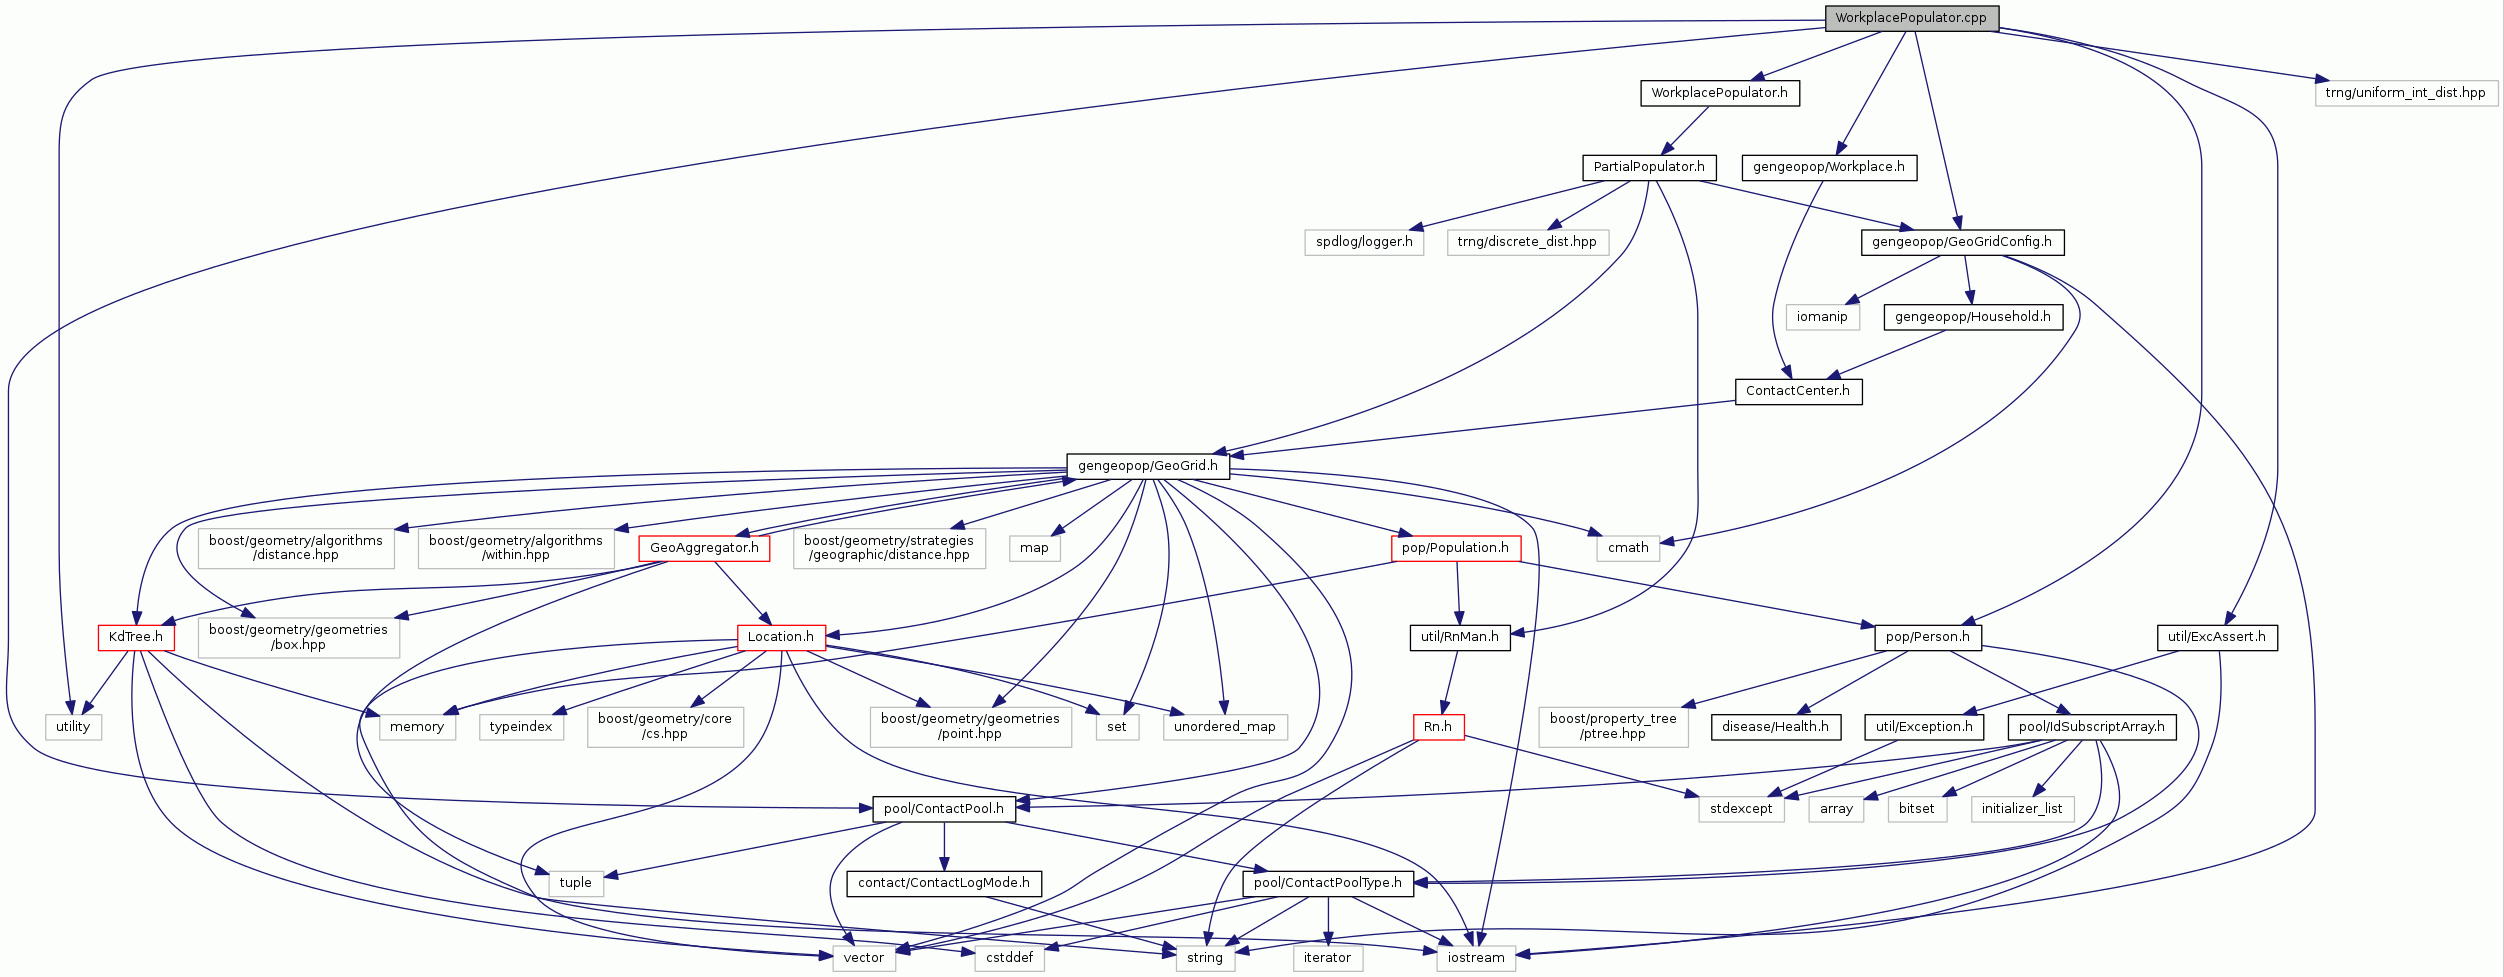 WorkplacePopulator.cpp
WorkplacePopulator.h
trng/uniform_int_dist.hpp
PartialPopulator.h
gengeopop/Workplace.h
spdlog/logger.h
trng/discrete_dist.hpp
gengeopop/GeoGridConfig.h
iomanip
gengeopop/Household.h
ContactCenter.h
gengeopop/GeoGrid.h
boost/geometry/algorithms
/distance.hpp
boost/geometry/algorithms
/within.hpp
GeoAggregator.h
boost/geometry/strategies
/geographic/distance.hpp
map
pop/Population.h
cmath
KdTree.h
boost/geometry/geometries
/box.hpp
Location.h
util/RnMan.h
pop/Person.h
util/ExcAssert.h
utility
memory
typeindex
boost/geometry/core
/cs.hpp
boost/geometry/geometries
/point.hpp
set
unordered_map
Rn.h
boost/property_tree
/ptree.hpp
disease/Health.h
util/Exception.h
pool/IdSubscriptArray.h
pool/ContactPool.h
stdexcept
array
bitset
initializer_list
tuple
contact/ContactLogMode.h
pool/ContactPoolType.h
vector
cstddef
string
iterator
iostream